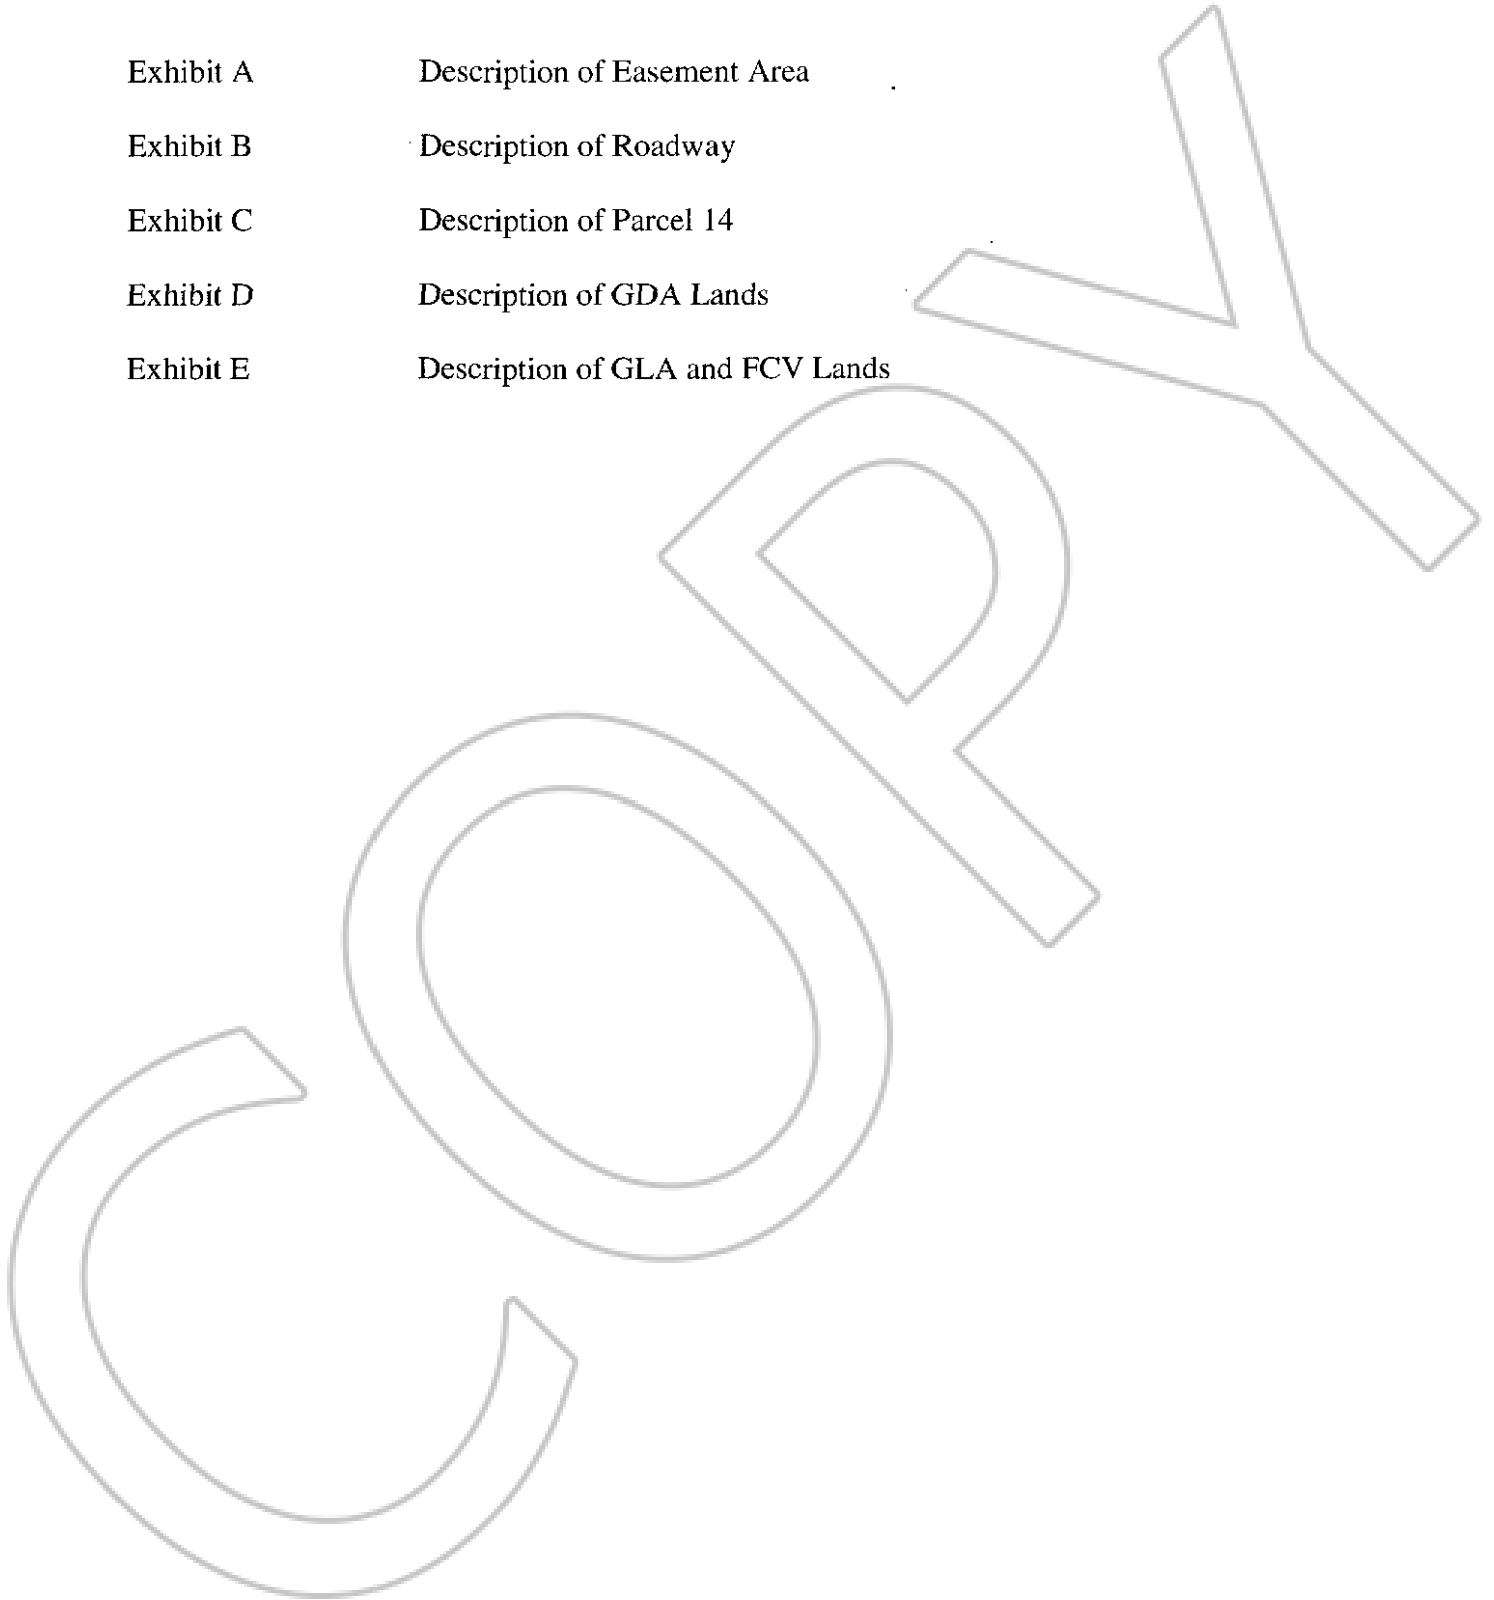 Exhibit A Description of Easement Area
Exhibit B Description of Roadway
Exhibit C Description of Parcel 14
Exhibit D Description of GDA Lands
Exhibit E Description of GLA and FCV Lands
COPY